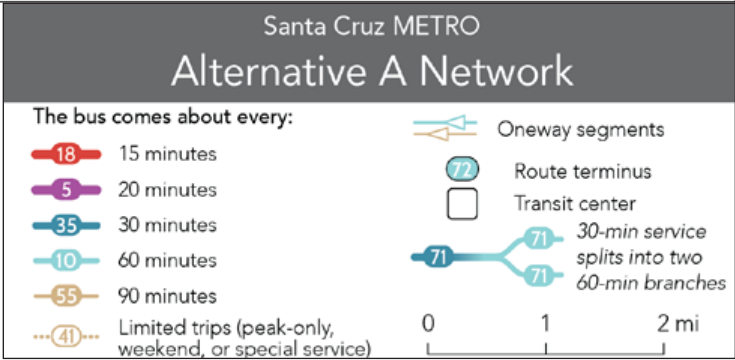 Santa Cruz METRO
Alternative A Network
The bus comes about every:
18 15 minutes
5 20 minutes
35 30 minutes
10 60 minutes
55 90 minutes
41 Limited trips (peak-only,
weekend, or special service)
Oneway segments
72 Route terminus
Transit center
71 71 30-min service
splits into two
71 60-min branches
0 1 2 mi